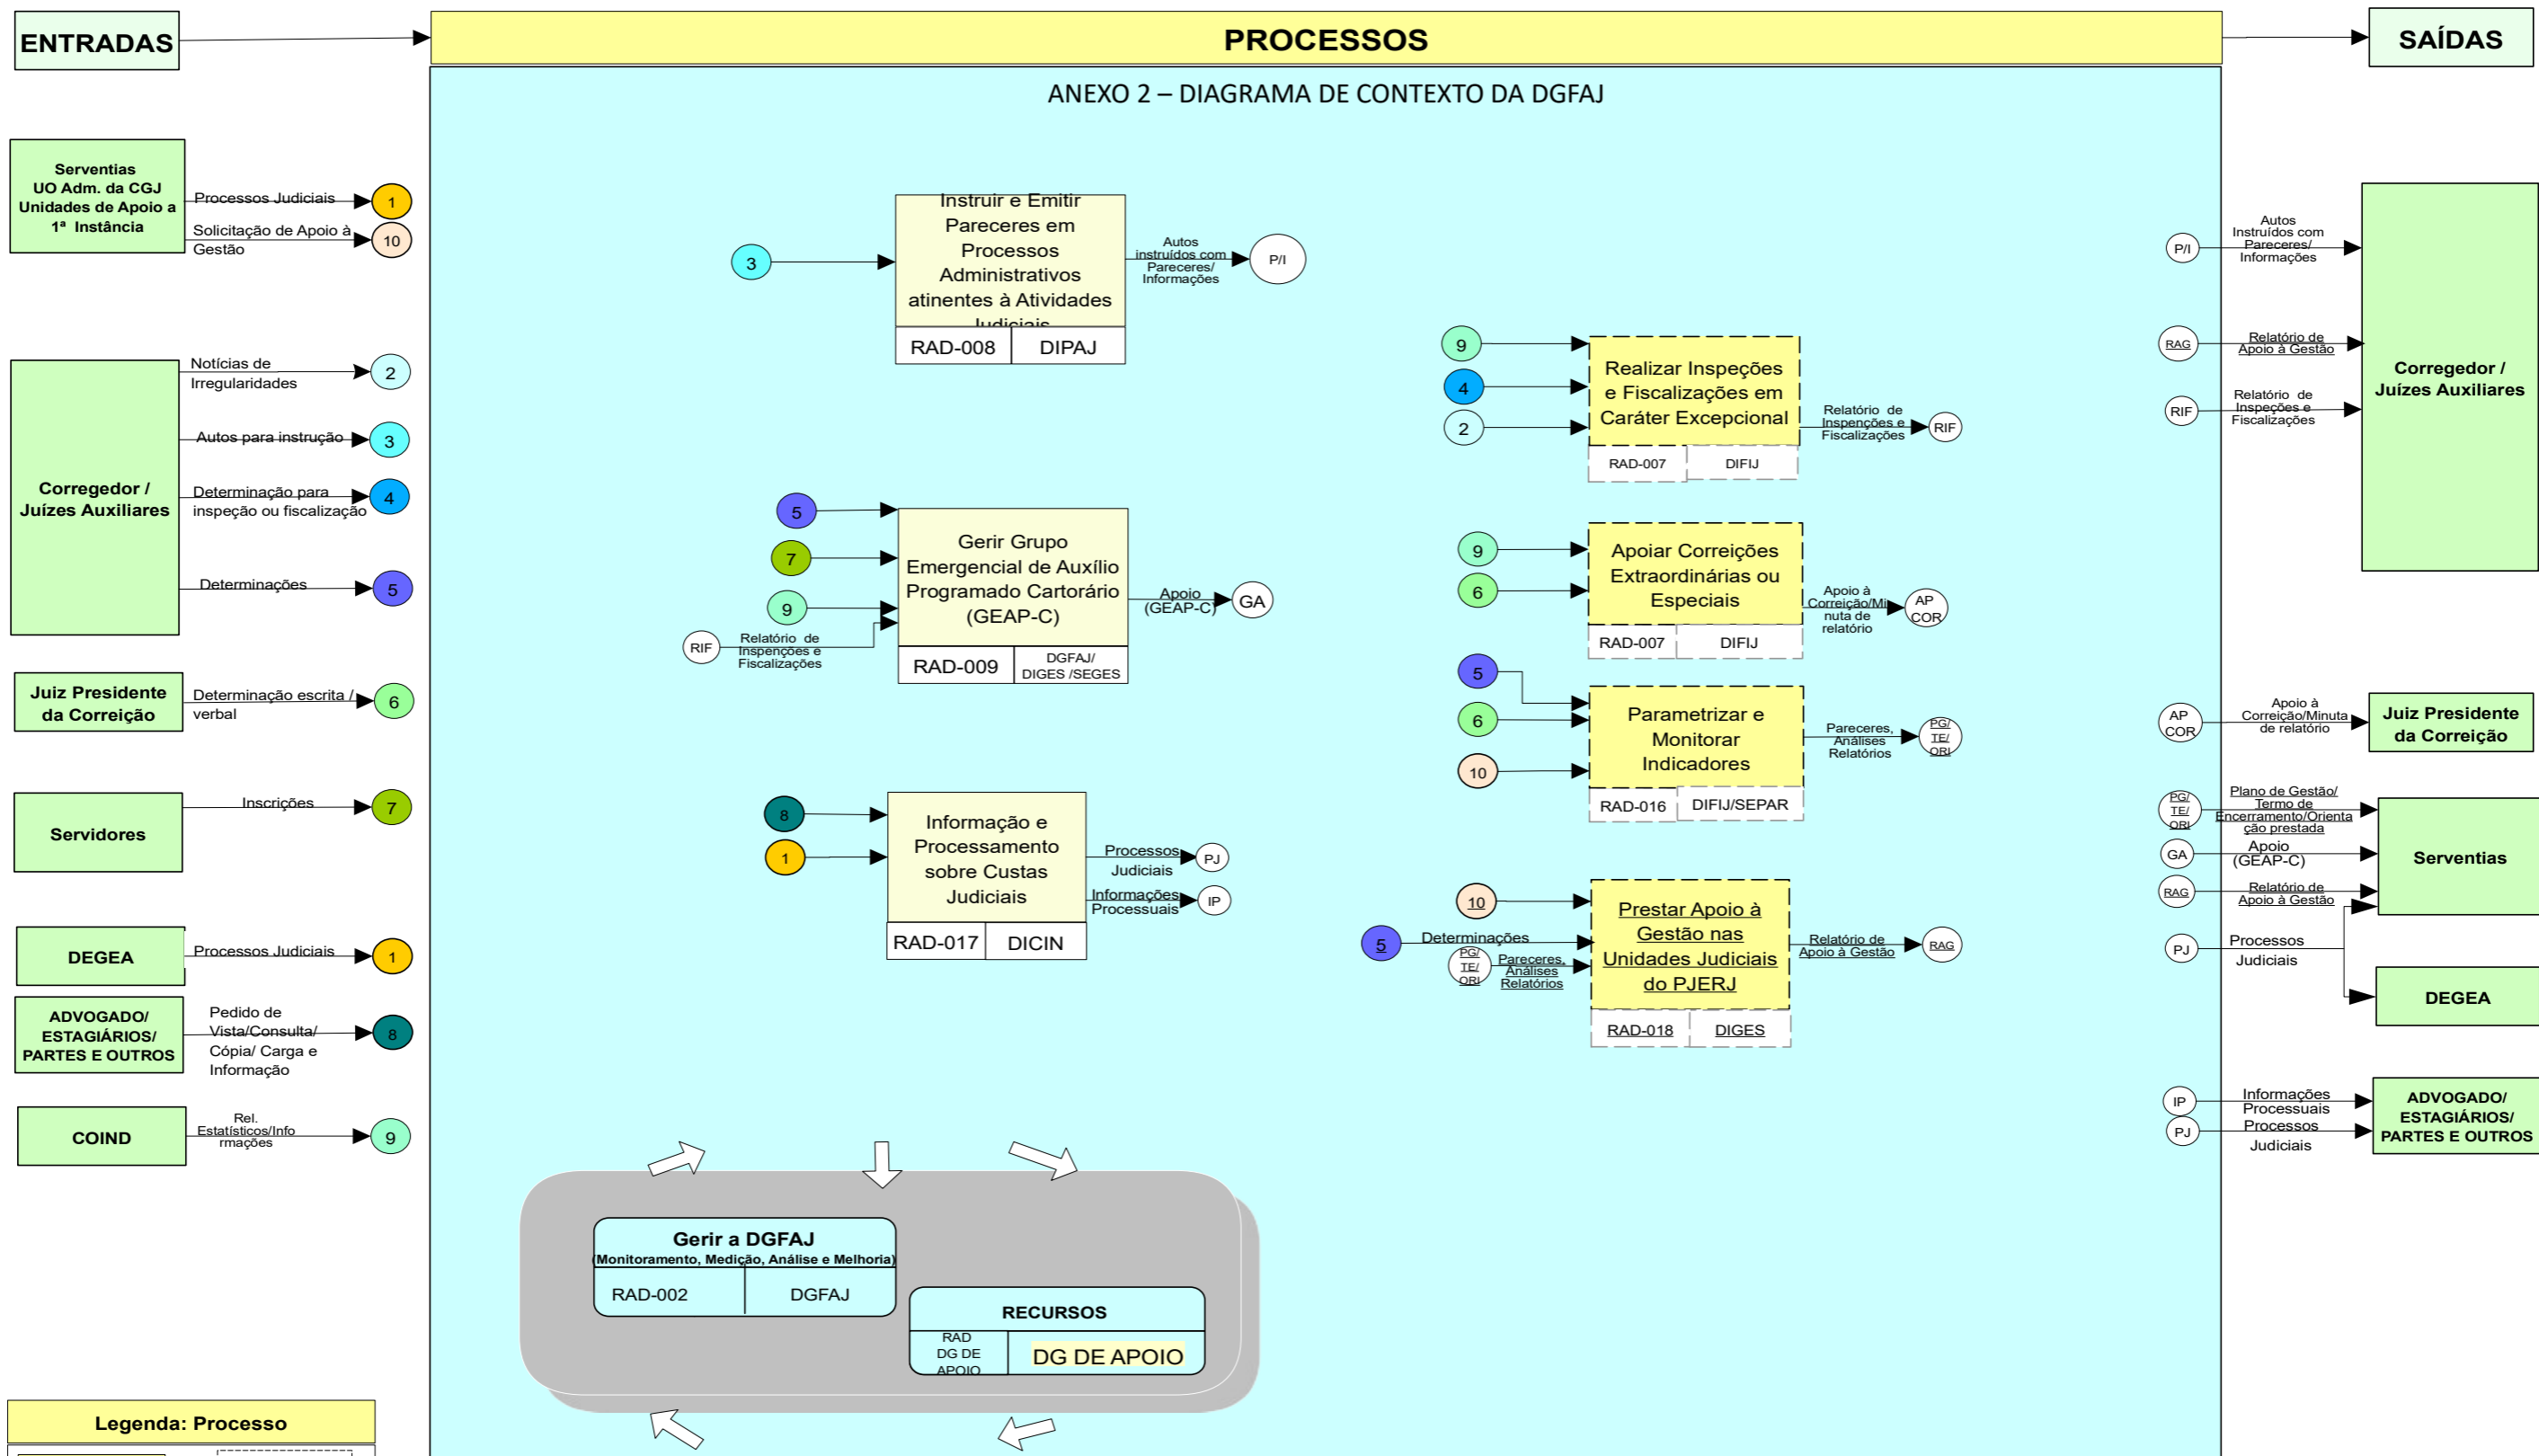 ENTRADAS
PROCESSOS
SAÍDAS
ANEXO 2 – DIAGRAMA DE CONTEXTO DA DGFAJ
Serventias
UO Adm. da CGJ
Unidades de Apoio a
1ª Instância
Processos Judiciais
1
Solicitação de Apoio à
Gestão
10
Corregedor /
Juízes Auxiliares
Notícias de
Irregularidades
2
Autos para instrução
3
Determinação para
inspeção ou fiscalização
4
Determinações
5
Juiz Presidente
da Correição
Determinação escrita /
verbal
6
Servidores
Inscrições
7
DEGEA
Processos Judiciais
1
ADVOGADO/
ESTAGIÁRIOS/
PARTES E OUTROS
Pedido de
Vista/Consulta/
Cópia/ Carga e
Informação
8
COIND
Rel.
Estatísticos/Info
rmações
9
3
Instruir e Emitir
Pareceres em
Processos
Administrativos
atinentes à Atividades
Judiciais
RAD-008
DIPAJ
Autos
instruídos com
Pareceres/
Informações
P/I
5
7
9
RIF
Relatório de
Inspenções e
Fiscalizações
Gerir Grupo
Emergencial de Auxílio
Programado Cartorário
(GEAP-C)
RAD-009
DGFAJ/
DIGES /SEGES
Apoio
(GEAP-C)
GA
8
1
Informação e
Processamento
sobre Custas
Judiciais
RAD-017
DICIN
Processos
Judiciais
PJ
Informações
Processuais
IP
9
4
2
Realizar Inspeções
e Fiscalizações em
Caráter Excepcional
RAD-007
DIFIJ
Relatório de
Inspenções e
Fiscalizações
RIF
9
6
Apoiar Correições
Extraordinárias ou
Especiais
RAD-007
DIFIJ
Apoio à
Correição/Mi
nuta de
relatório
AP
COR
5
6
10
Parametrizar e
Monitorar
Indicadores
RAD-016
DIFIJ/SEPAR
Pareceres,
Análises
Relatórios
PG/
TE/
ORI
10
5
Determinações
PG/
TE/
ORI
Pareceres,
Análises
Relatórios
Prestar Apoio à
Gestão nas
Unidades Judiciais
do PJERJ
RAD-018
DIGES
Relatório de
Apoio à Gestão
RAG
P/I
Autos
Instruídos com
Pareceres/
Informações
RAG
Relatório de
Apoio à Gestão
RIF
Relatório de
Inspeções e
Fiscalizações
Corregedor /
Juízes Auxiliares
AP
COR
Apoio à
Correição/Minuta
de relatório
Juiz Presidente
da Correição
PG/
TE/
ORI
Plano de Gestão/
Termo de
Encerramento/Orienta
ção prestada
GA
Apoio
(GEAP-C)
RAG
Relatório de
Apoio à Gestão
Serventias
PJ
Processos
Judiciais
DEGEA
IP
Informações
Processuais
PJ
Processos
Judiciais
ADVOGADO/
ESTAGIÁRIOS/
PARTES E OUTROS
Gerir a DGFAJ
(Monitoramento, Medição, Análise e Melhoria)
RAD-002
DGFAJ
RECURSOS
RAD
DG DE
APOIO
DG DE APOIO
Legenda: Processo